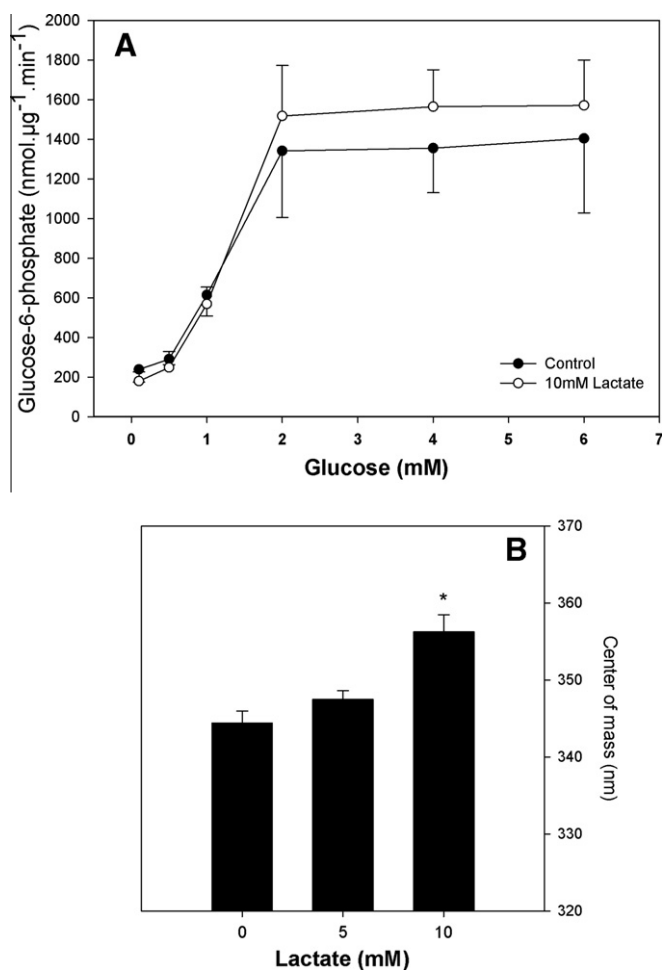 A
Glucose-6-phosphate (nmol.µg⁻¹.min⁻¹)
2000
1800
1600
1400
1200
1000
800
600
400
200
0
Control
10mM Lactate
0 1 2 3 4 5 6 7
Glucose (mM)
B
*
370
360
350
340
330
320
Center of mass (nm)
0 5 10
Lactate (mM)